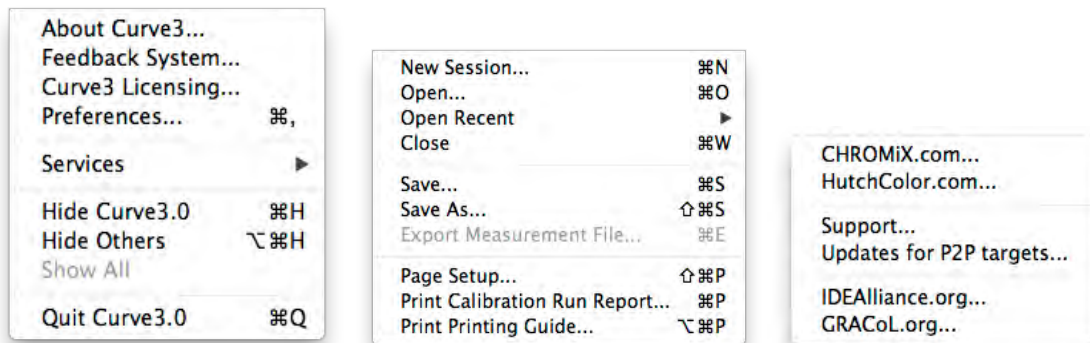 About Curve3...
Feedback System...
Curve3 Licensing...
Preferences... ⌘,
Services ▶
Hide Curve3.0 ⌘H
Hide Others ⌥⌘H
Show All
Quit Curve3.0 ⌘Q
New Session... ⌘N
Open... ⌘O
Open Recent ▶
Close ⌘W
Save... ⌘S
Save As... ⇧⌘S
Export Measurement File... ⌘E
Page Setup... ⇧⌘P
Print Calibration Run Report... ⌘P
Print Printing Guide... ⌥⌘P
CHROMiX.com...
HutchColor.com...
Support...
Updates for P2P targets...
IDEAlliance.org...
GRACoL.org...